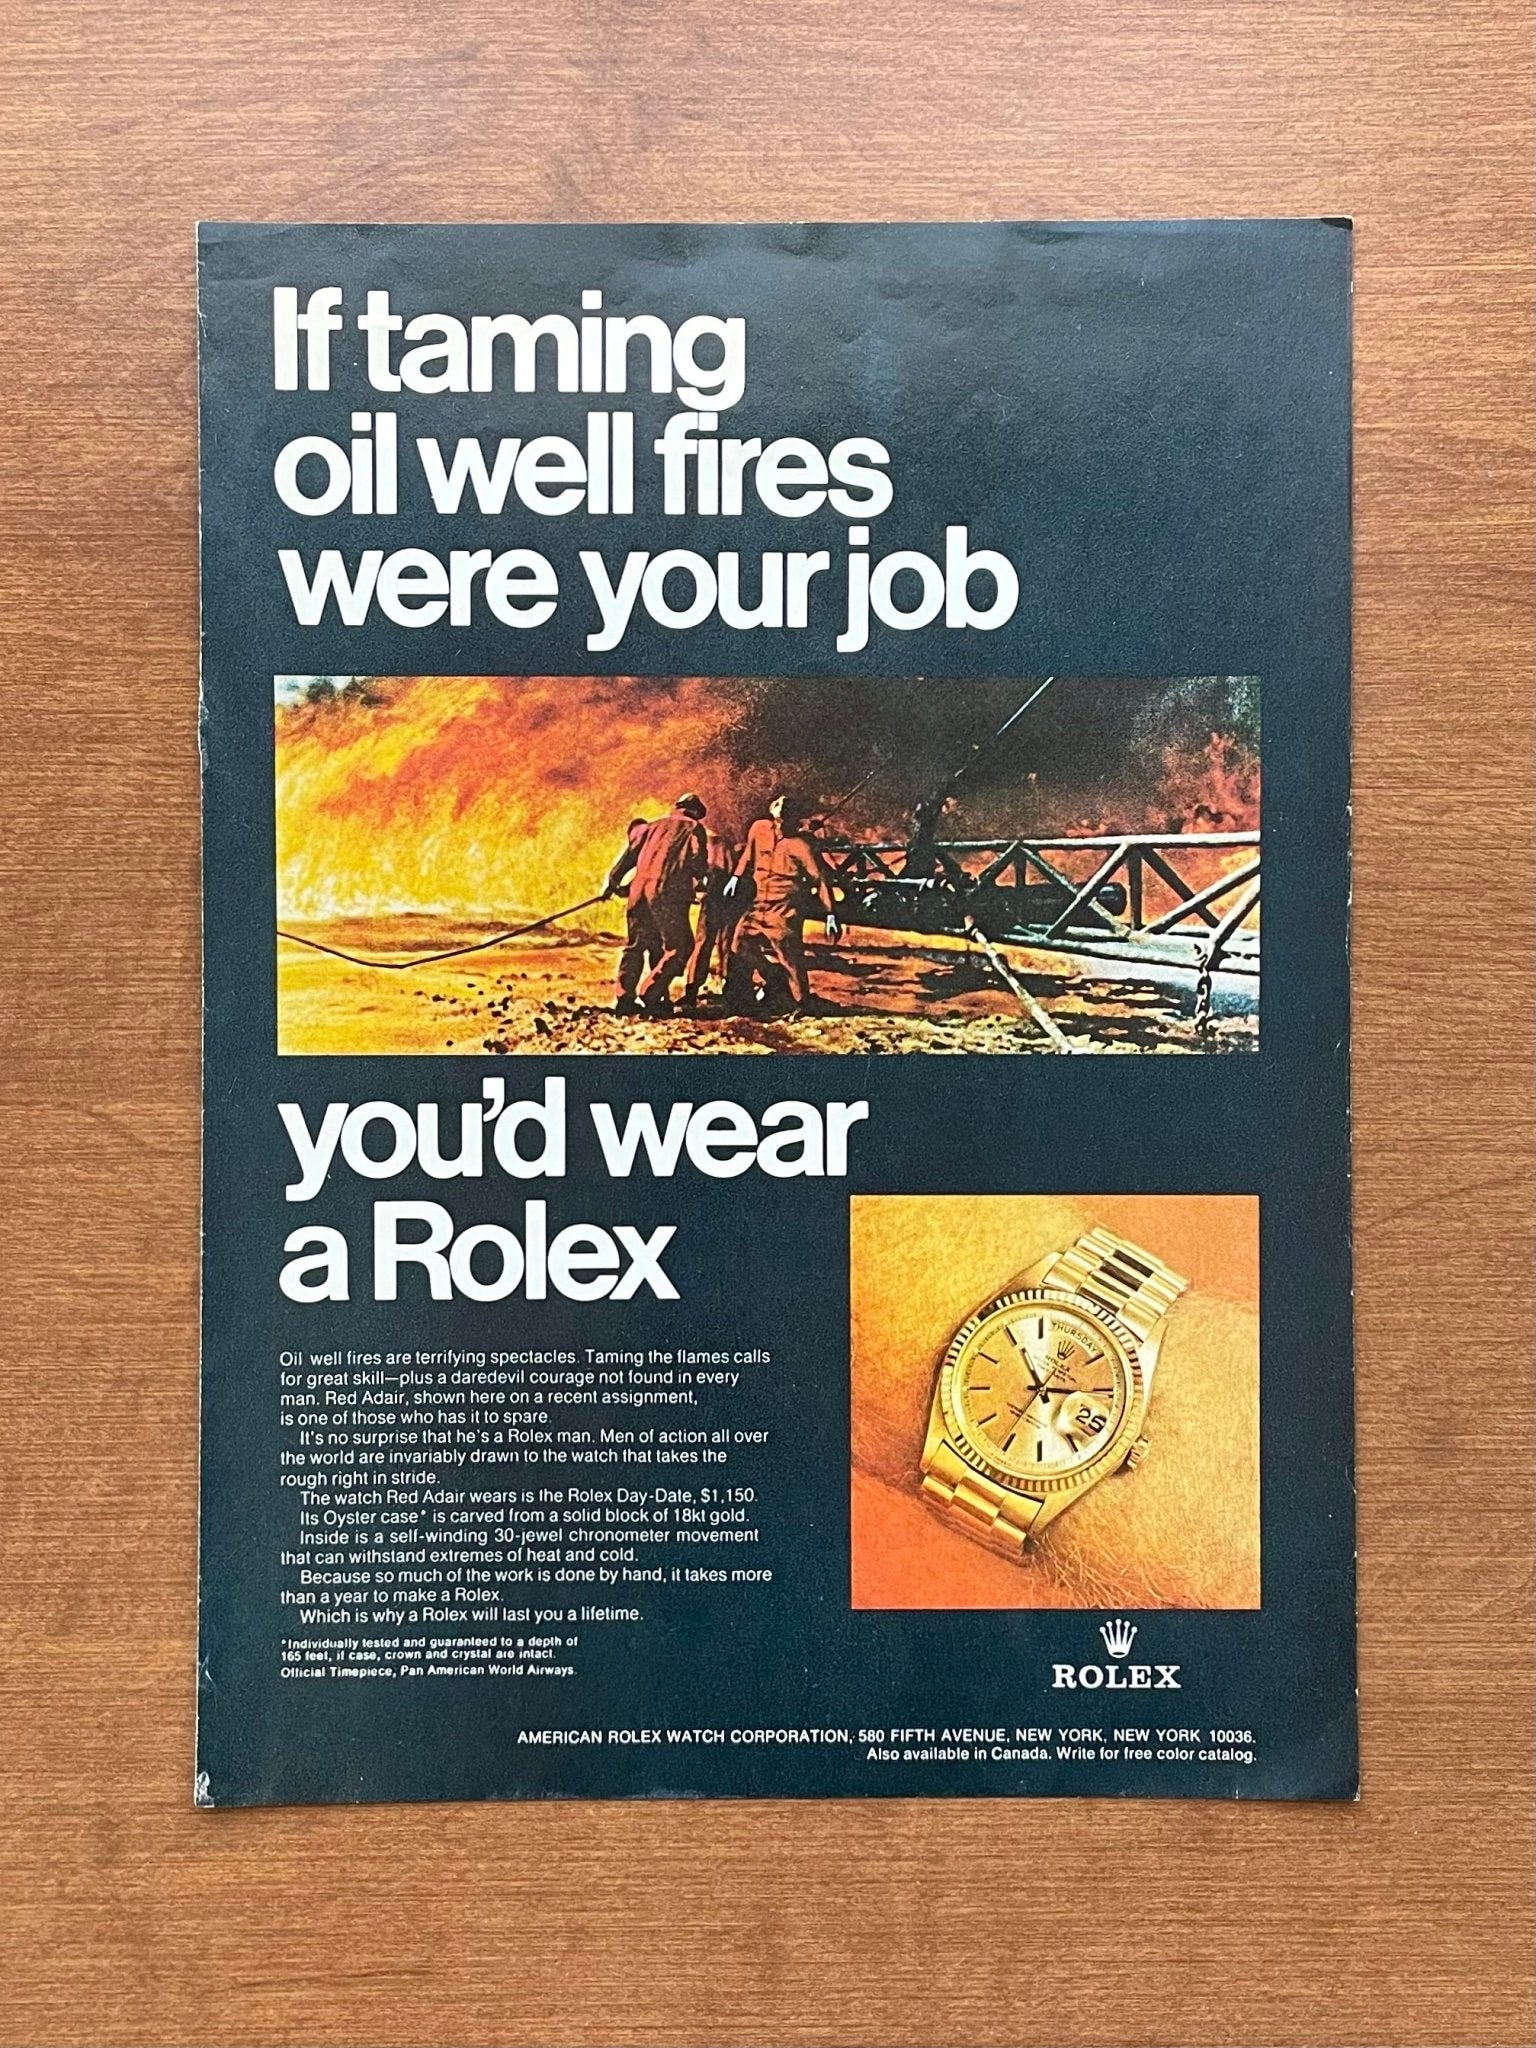 If taming
oil well fires
were your job
you'd wear
a Rolex
Oil well fires are terrifying spectacles. Taming the flames calls
for great skill—plus a daredevil courage not found in every
man. Red Adair, shown here on a recent assignment,
is one of those who has it to spare.
It's no surprise that he's a Rolex man. Men of action all over
the world are invariably drawn to the watch that takes the
rough right in stride.
The watch Red Adair wears is the Rolex Day-Date, $1,150.
Its Oyster case* is carved from a solid block of 18kt gold.
Inside is a self-winding 30-jewel chronometer movement
that can withstand extremes of heat and cold.
Because so much of the work is done by hand, it takes more
than a year to make a Rolex.
Which is why a Rolex will last you a lifetime.
*Individually tested and guaranteed to a depth of
165 feet, if case, crown and crystal are intact.
Official Timepiece, Pan American World Airways.
THURSDAY
ROLEX
25
ROLEX
AMERICAN ROLEX WATCH CORPORATION, 580 FIFTH AVENUE, NEW YORK, NEW YORK 10036.
Also available in Canada. Write for free color catalog.